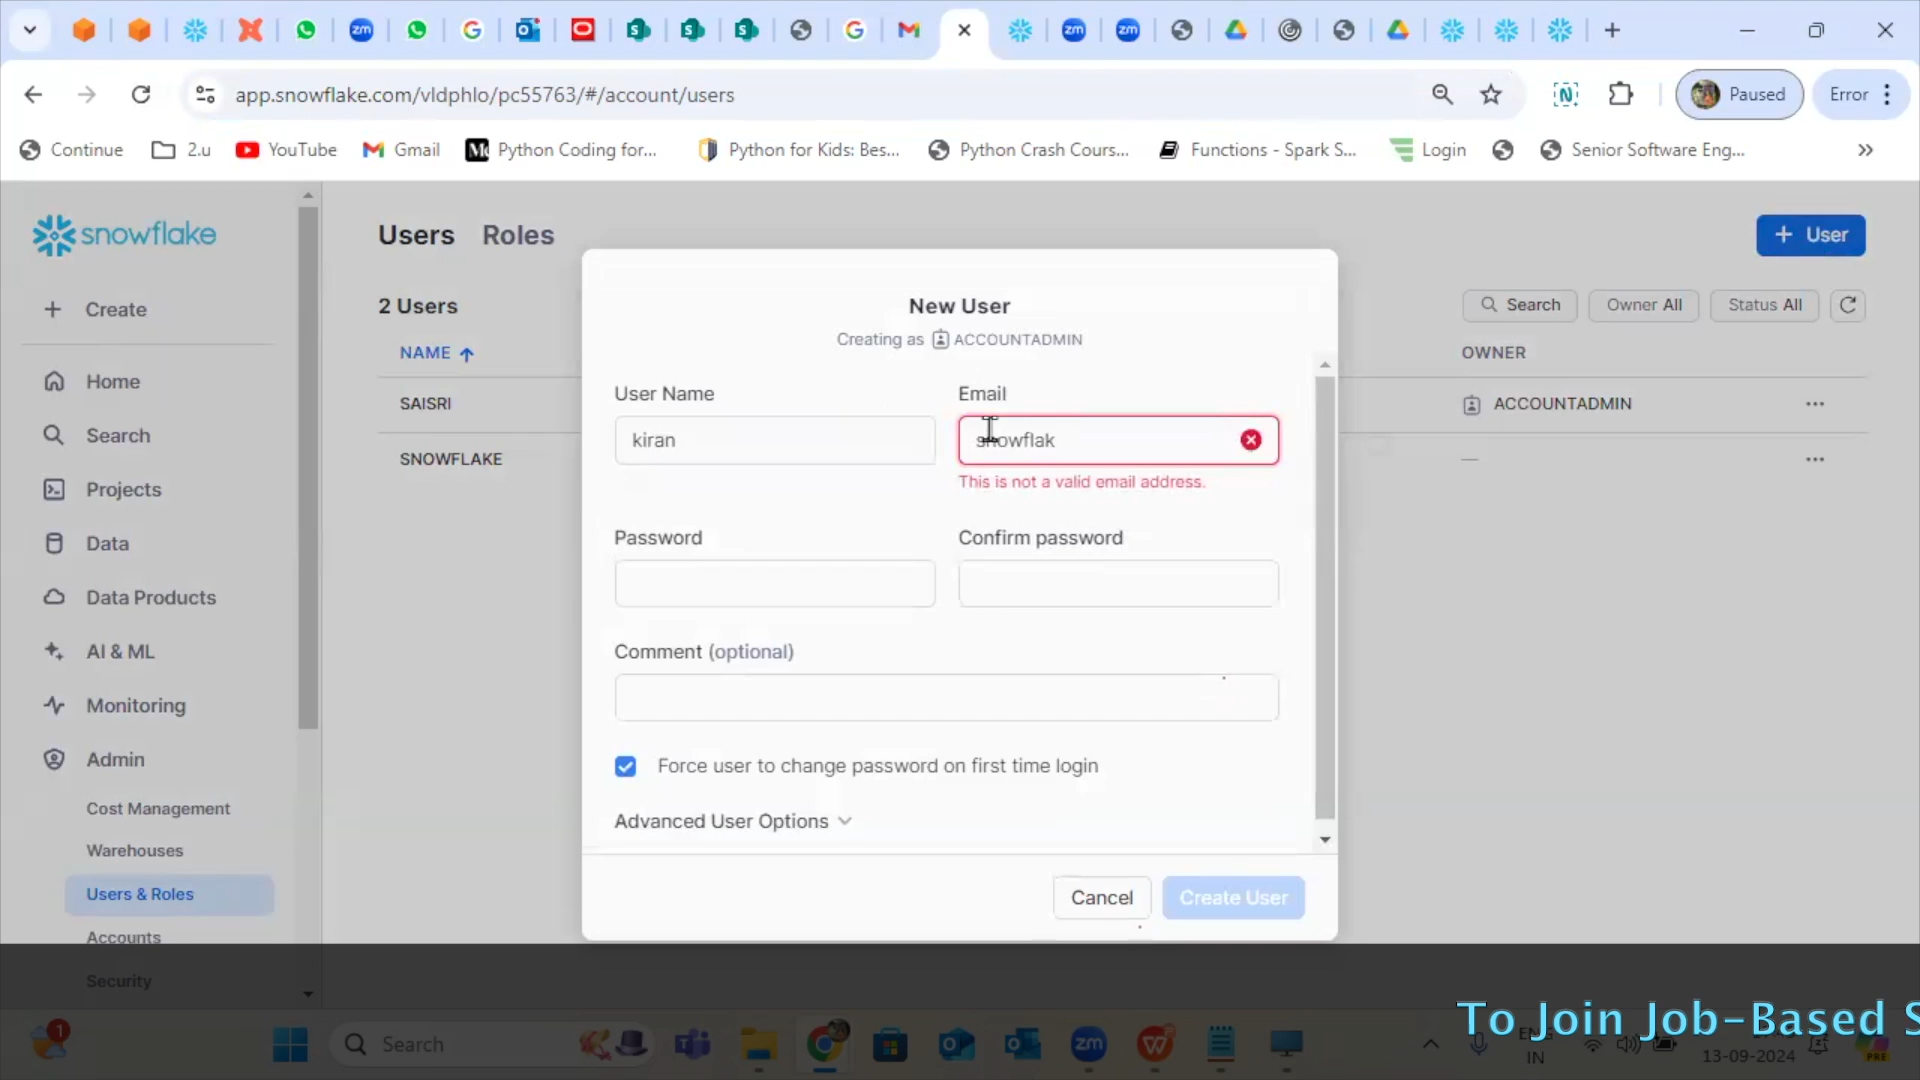 app.snowflake.com/vldphlo/pc55763/#/account/users
Paused
Error
Continue
2.u
YouTube
Gmail
Python Coding for...
Python for Kids: Bes...
Python Crash Cours...
Functions - Spark S...
Login
Senior Software Eng...
»
snowflake
Users Roles
+ User
Create
2 Users
Search
Owner All
Status All
NAME
OWNER
Home
SAISRI
ACCOUNTADMIN
Search
SNOWFLAKE
—
Projects
Data
Data Products
AI & ML
Monitoring
Admin
Cost Management
Warehouses
Users & Roles
Accounts
Security
New User
Creating as ACCOUNTADMIN
User Name
Email
kiran
snowflak
This is not a valid email address.
Password
Confirm password
Comment (optional)
Force user to change password on first time login
Advanced User Options
Cancel
Create User
To Join Job-Based S
1
Search
ENG
IN
13-09-2024
PRE